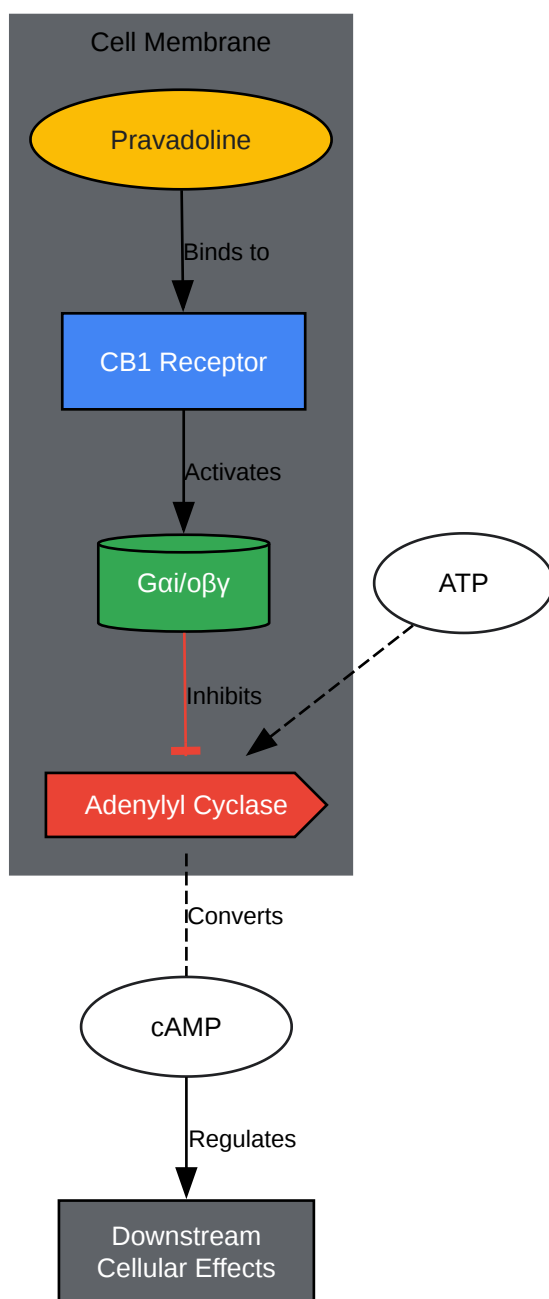 Cell Membrane
Pravadoline
Binds to
CB1 Receptor
Activates
Gαi/oβγ
ATP
Inhibits
Adenylyl Cyclase
Converts
cAMP
Regulates
Downstream
Cellular Effects